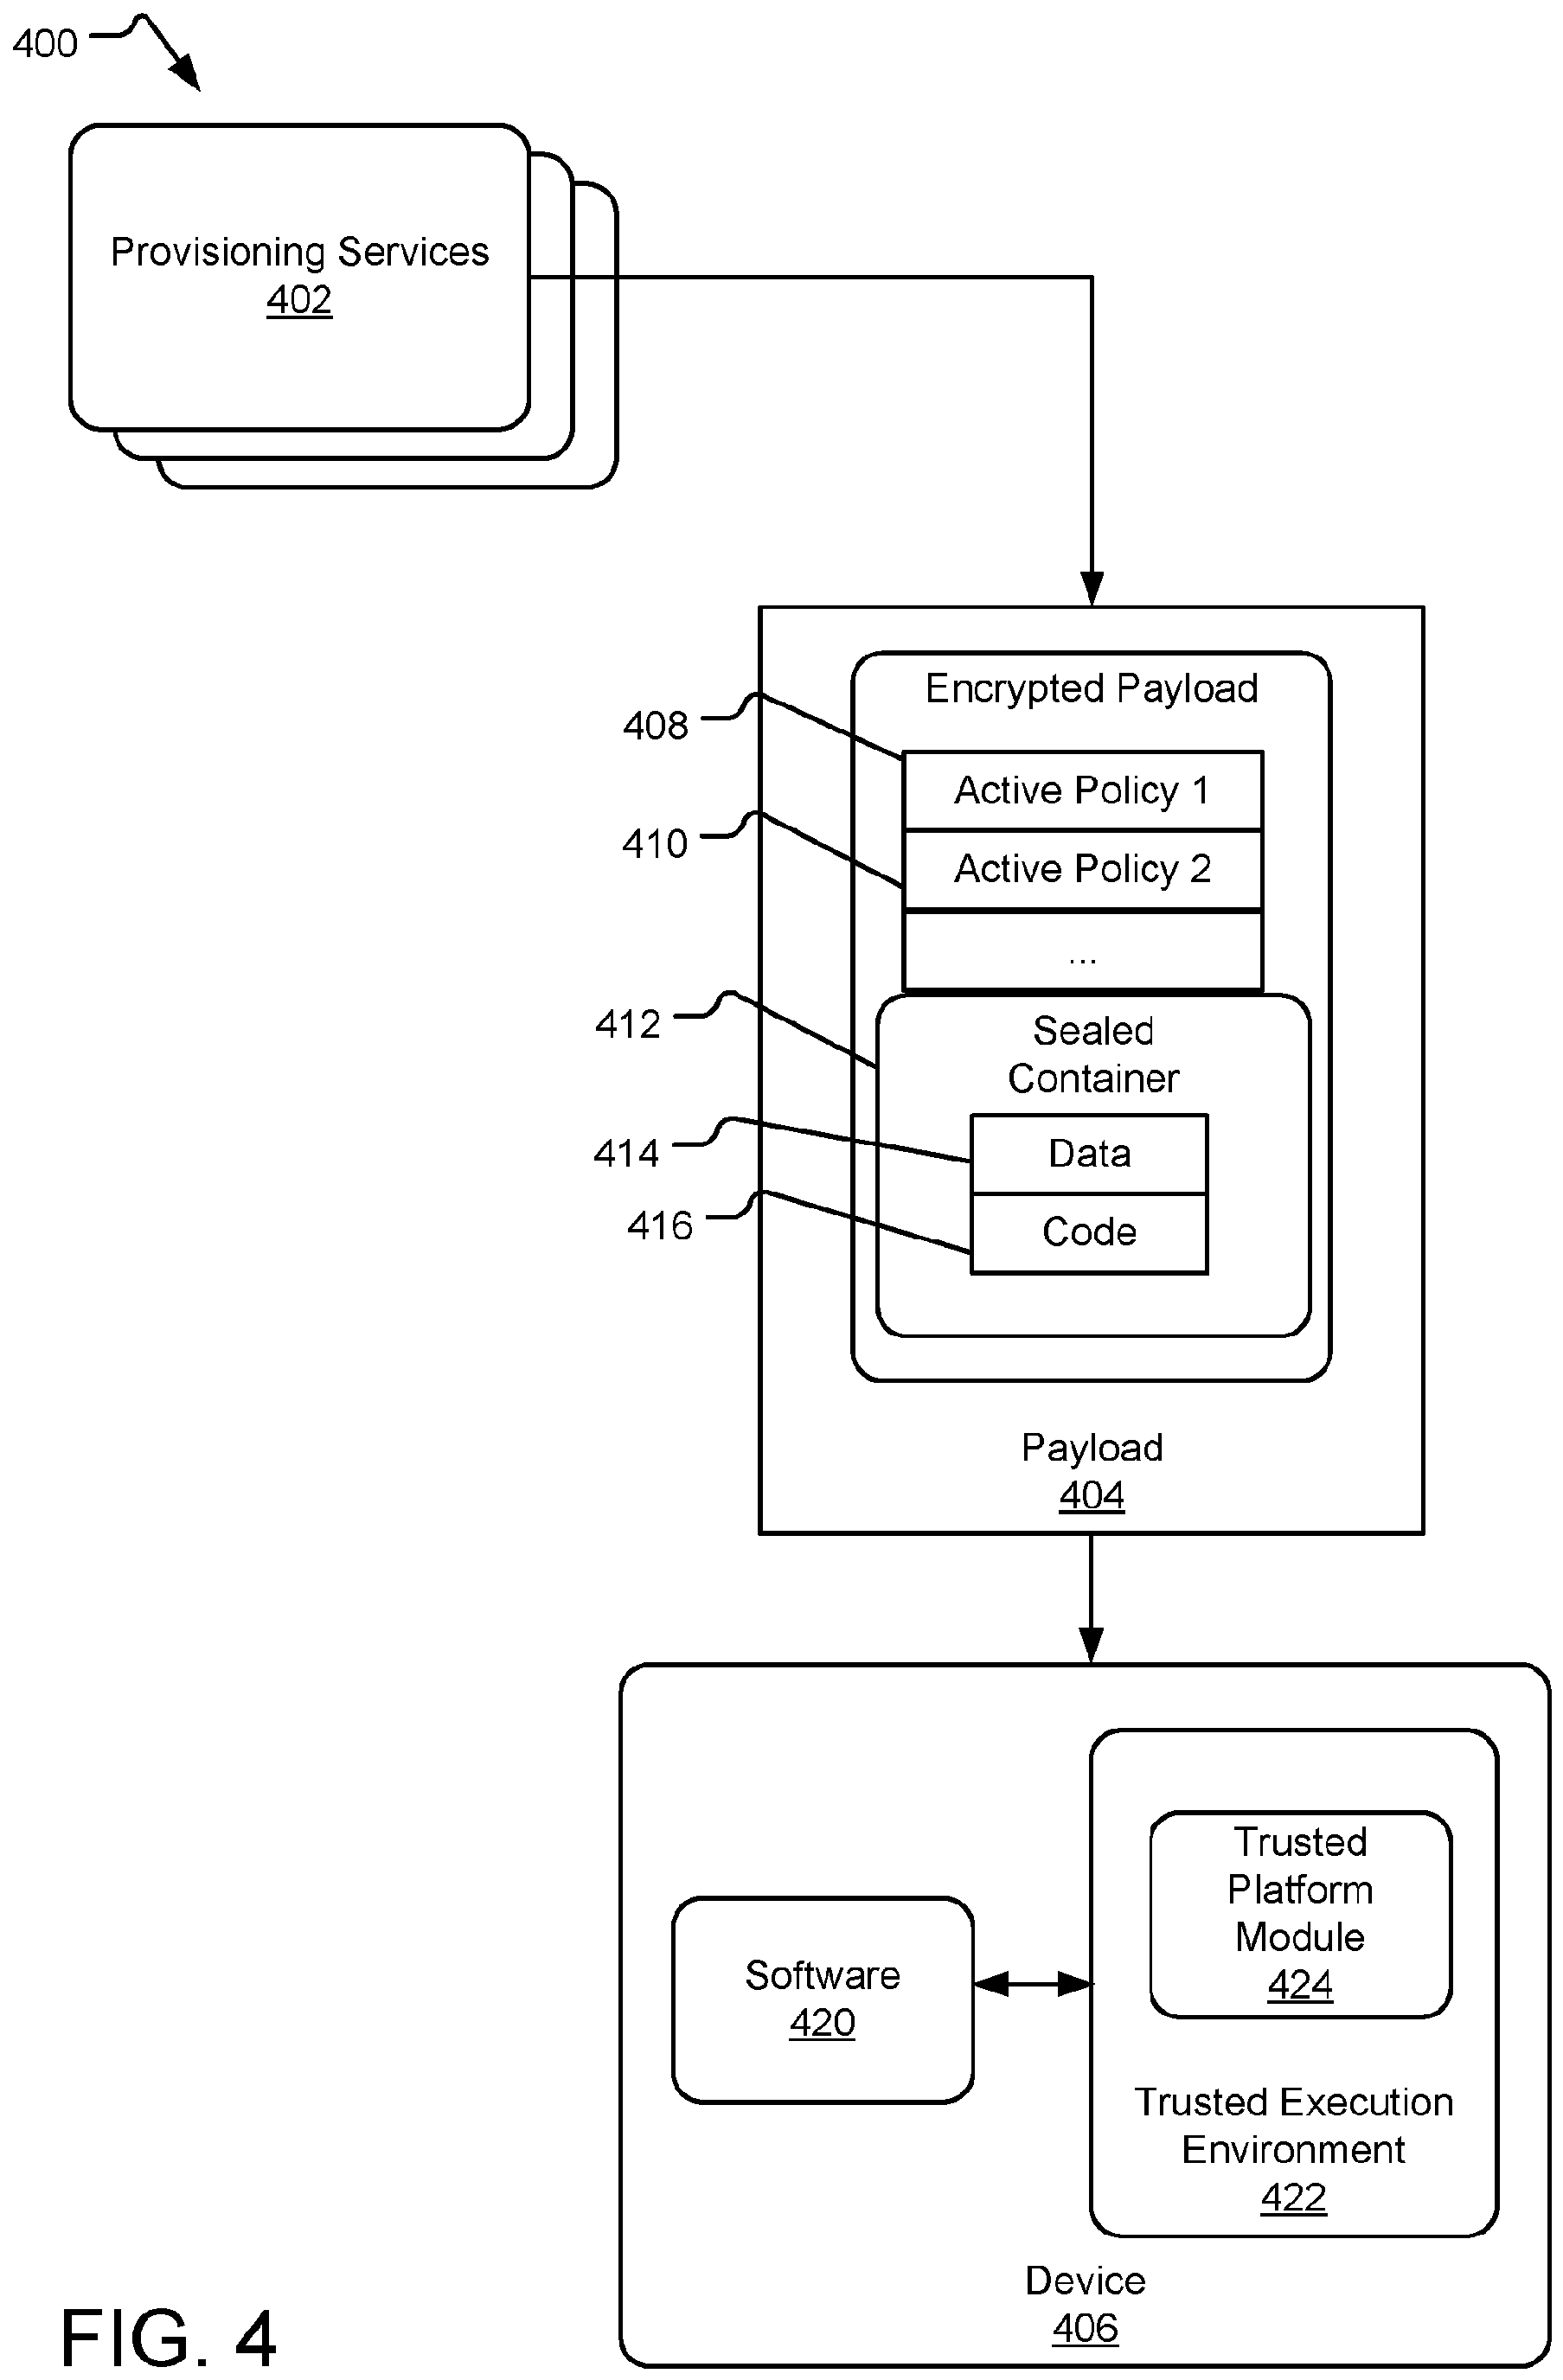 400
Provisioning Services
402
Encrypted Payload
408
Active Policy 1
410
Active Policy 2
...
412
Sealed
Container
414
Data
416
Code
Payload
404
Trusted
Platform
Module
424
Software
420
Trusted Execution
Environment
422
Device
406
FIG. 4